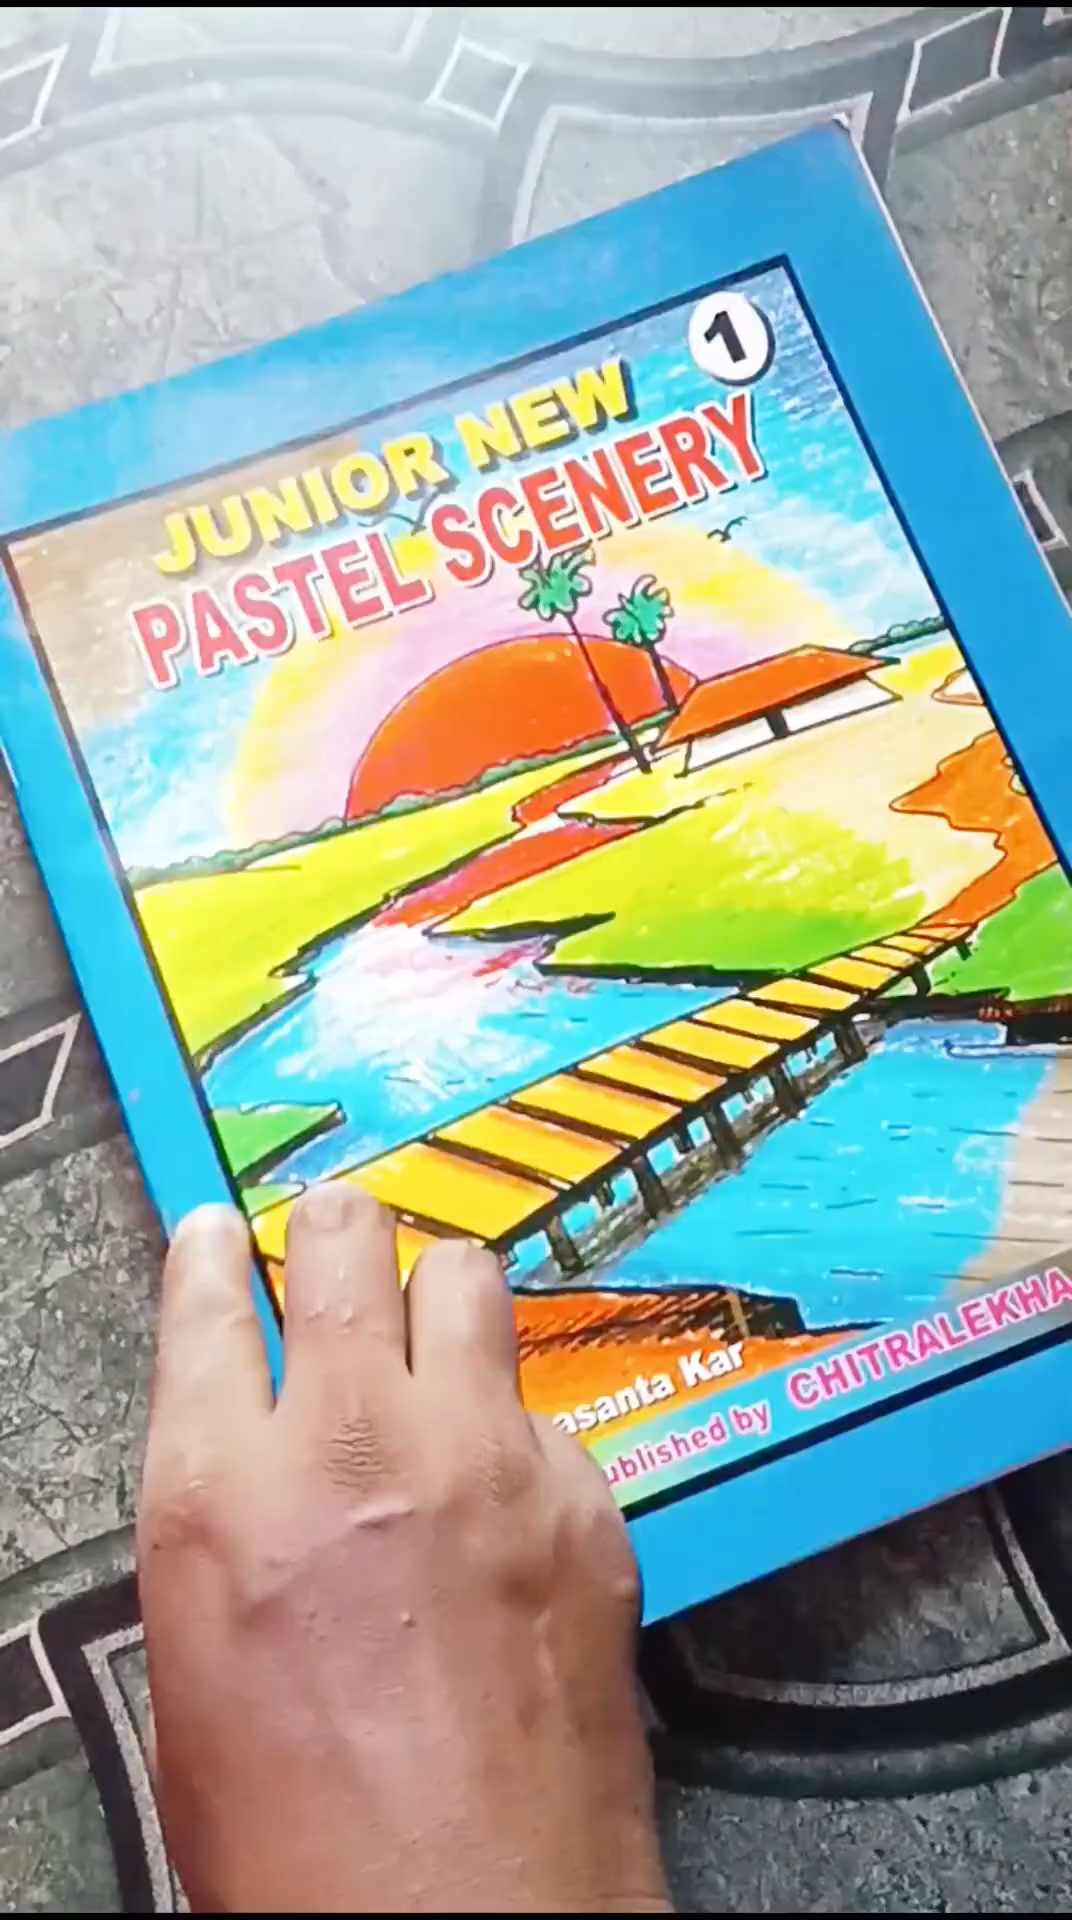 1
JUNIOR NEW
PASTEL SCENERY
asanta Kar
ublished by CHITRALEKHA